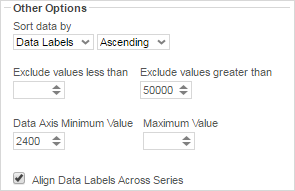 Other Options
Sort data by
Data Labels Ascending
Exclude values less than Exclude values greater than
50000
Data Axis Minimum Value Maximum Value
2400
Align Data Labels Across Series